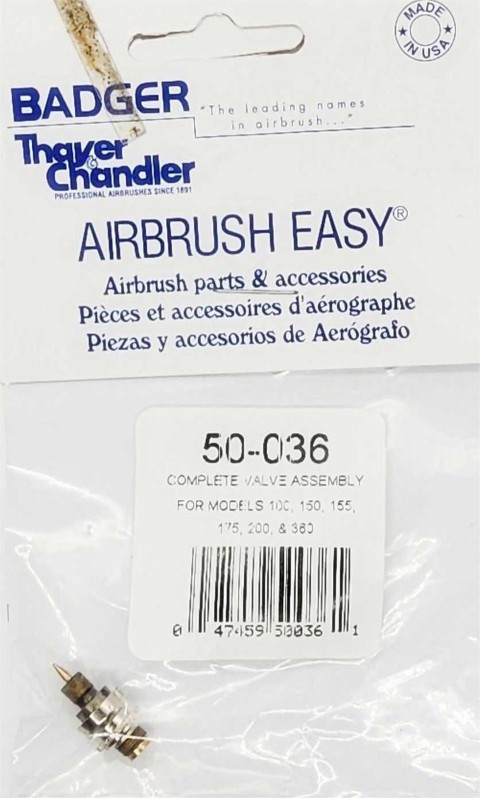 MADE
★ IN USA ★
BADGER
"The leading names
in airbrush..."
Thayer
& Chandler
PROFESSIONAL AIRBRUSHES SINCE 1891
AIRBRUSH EASY®
Airbrush parts & accessories
Pièces et accessoires d'aérographe
Piezas y accesorios de Aerógrafo
50-036
COMPLETE VALVE ASSEMBLY
FOR MODELS 100, 150, 155,
175, 200, & 360
0 47459 50036 1